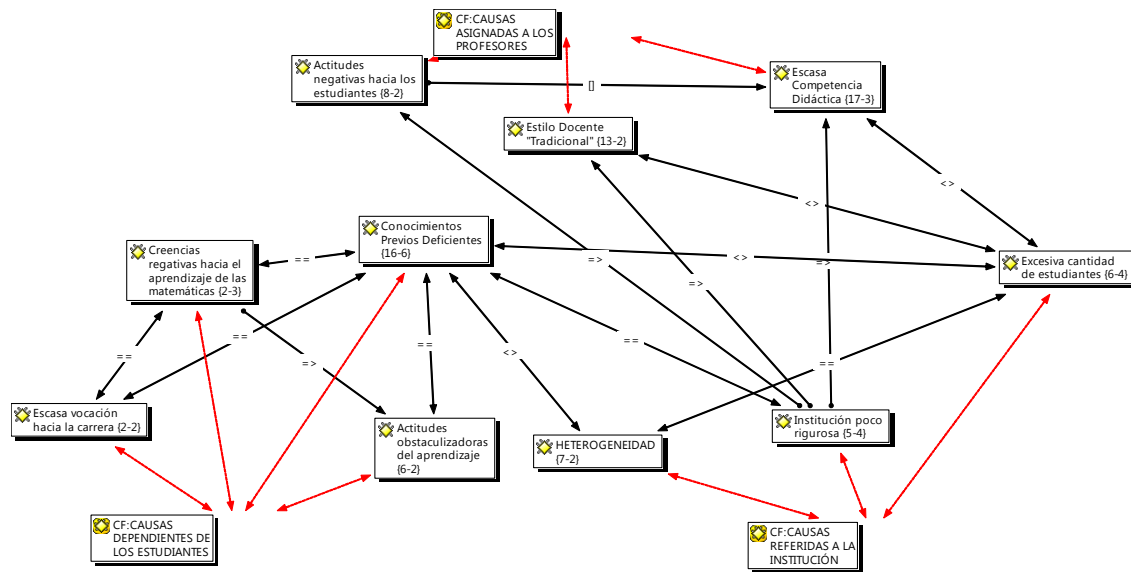 CF:CAUSAS
ASIGNADAS A LOS
PROFESORES
Actitudes
negativas hacia los
estudiantes {8-2}
[]
Escasa
Competencia
Didáctica {17-3}
Estilo Docente
"Tradicional" {13-2}
<>
<>
Conocimientos
Previos Deficientes
{16-6}
Creencias
negativas hacia el
aprendizaje de las
matemáticas {2-3}
==
=>
<>
=>
Excesiva cantidad
de estudiantes {6-4}
=>
==
==
==
=>
<>
==
==
Escasa vocación
hacia la carrera {2-2}
Actitudes
obstaculizadoras
del aprendizaje
{6-2}
HETEROGENEIDAD
{7-2}
Institución poco
rigurosa {5-4}
CF:CAUSAS
DEPENDIENTES DE
LOS ESTUDIANTES
CF:CAUSAS
REFERIDAS A LA
INSTITUCIÓN